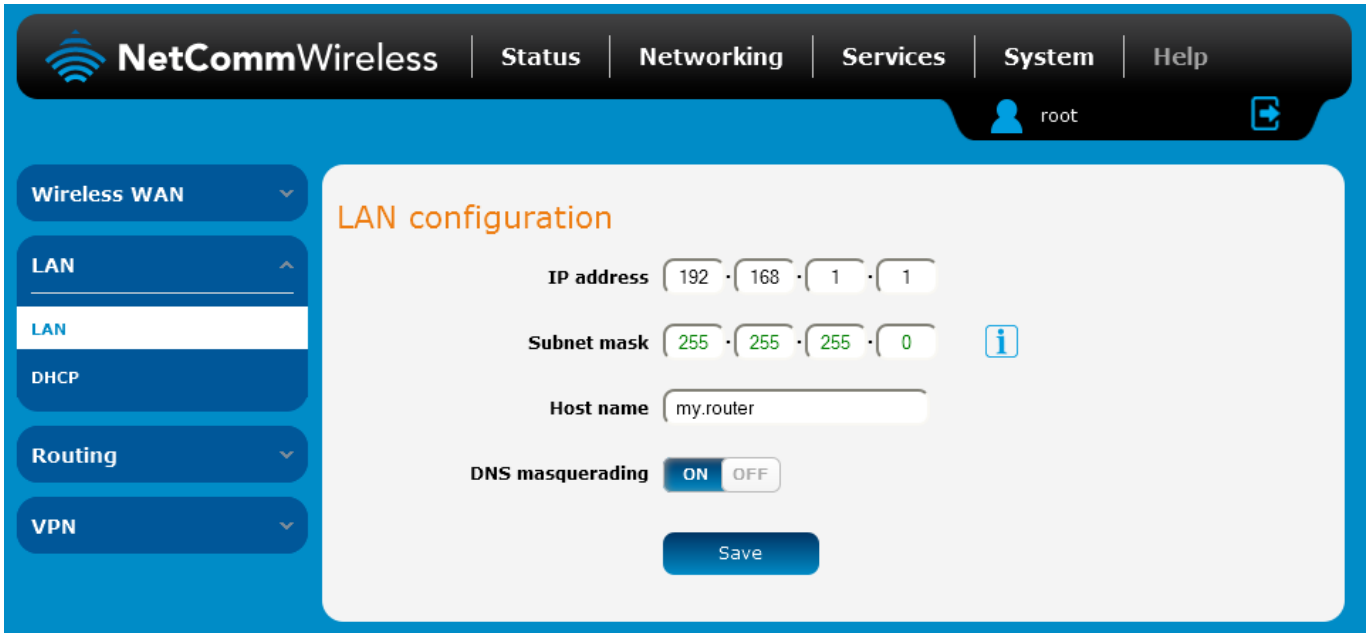 NetCommWireless Status Networking Services System Help
root
Wireless WAN
LAN
LAN
DHCP
Routing
VPN
LAN configuration
IP address 192 · 168 · 1 · 1
Subnet mask 255 · 255 · 255 · 0 i
Host name my.router
DNS masquerading ON OFF
Save